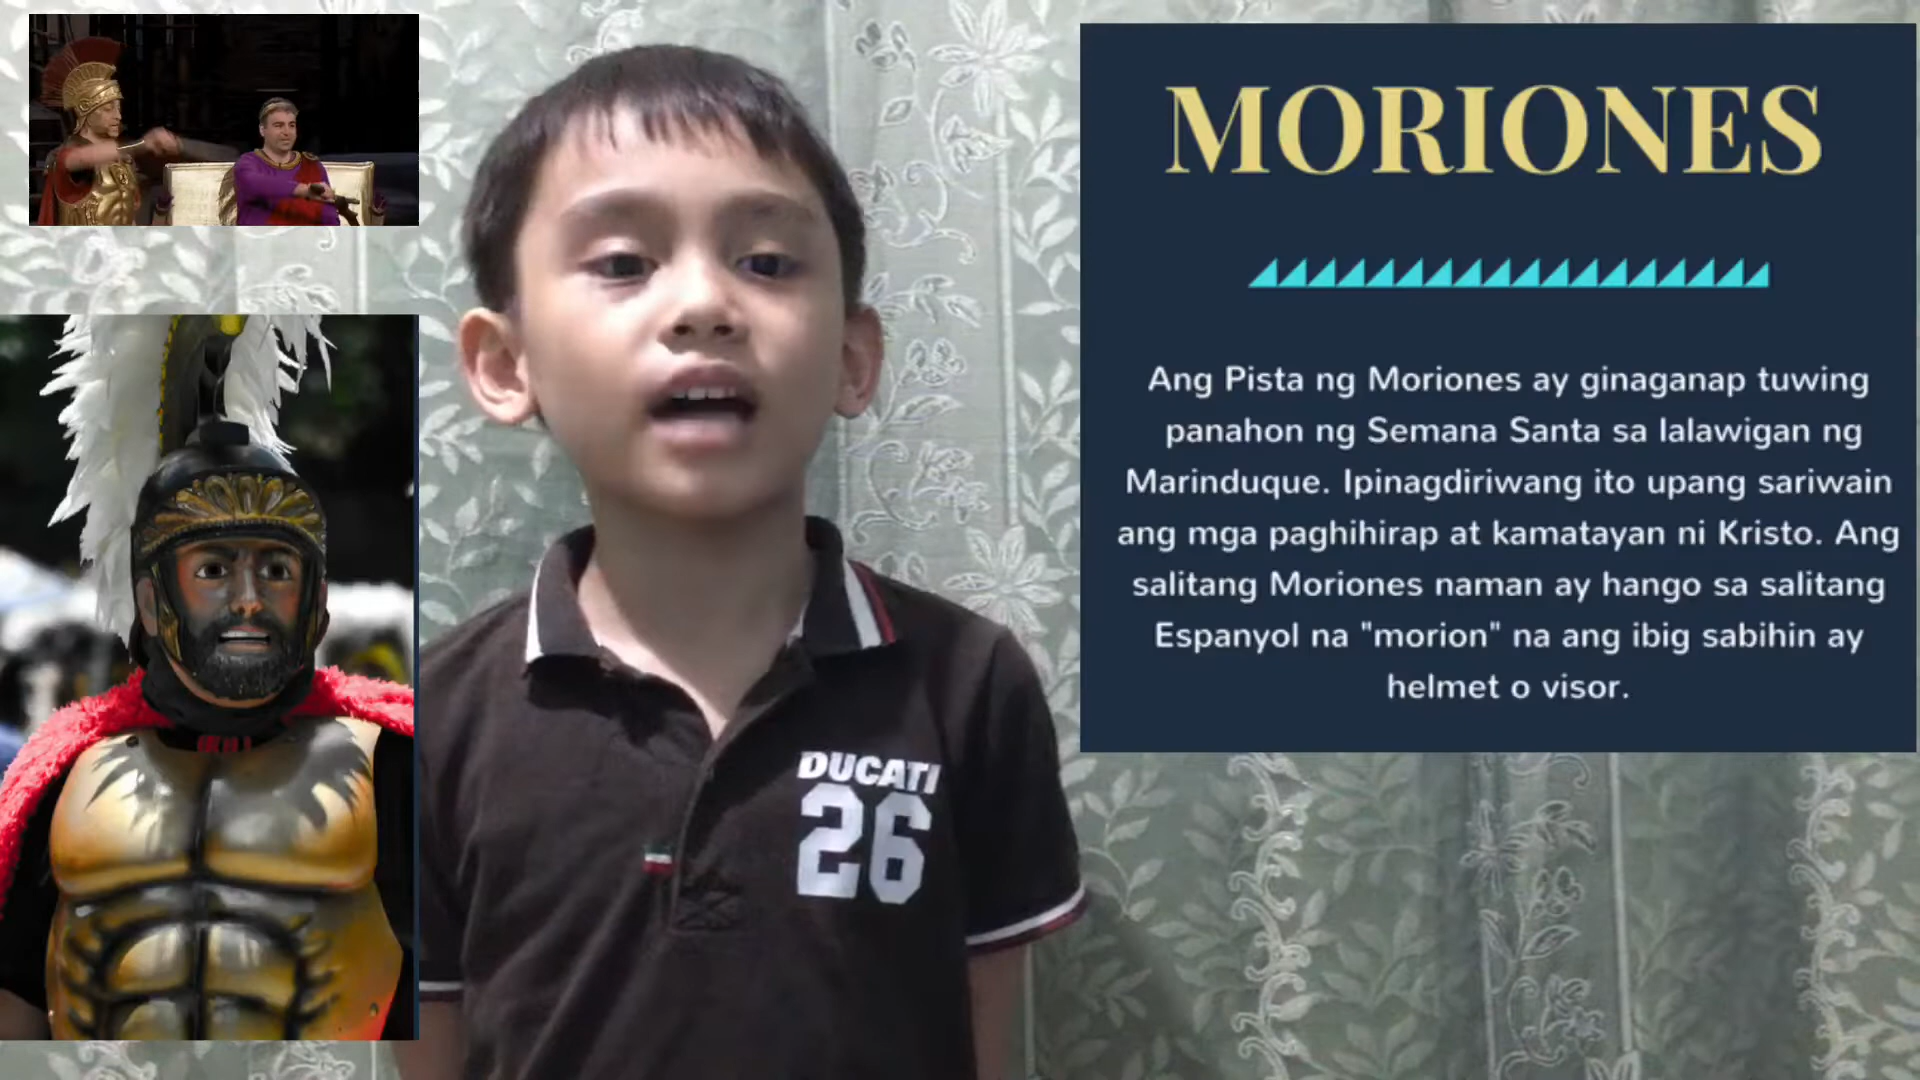 MORIONES
Ang Pista ng Moriones ay ginaganap tuwing
panahon ng Semana Santa sa lalawigan ng
Marinduque. Ipinagdiriwang ito upang sariwain
ang mga paghihirap at kamatayan ni Kristo. Ang
salitang Moriones naman ay hango sa salitang
Espanyol na "morion" na ang ibig sabihin ay
helmet o visor.
DUCATI
26